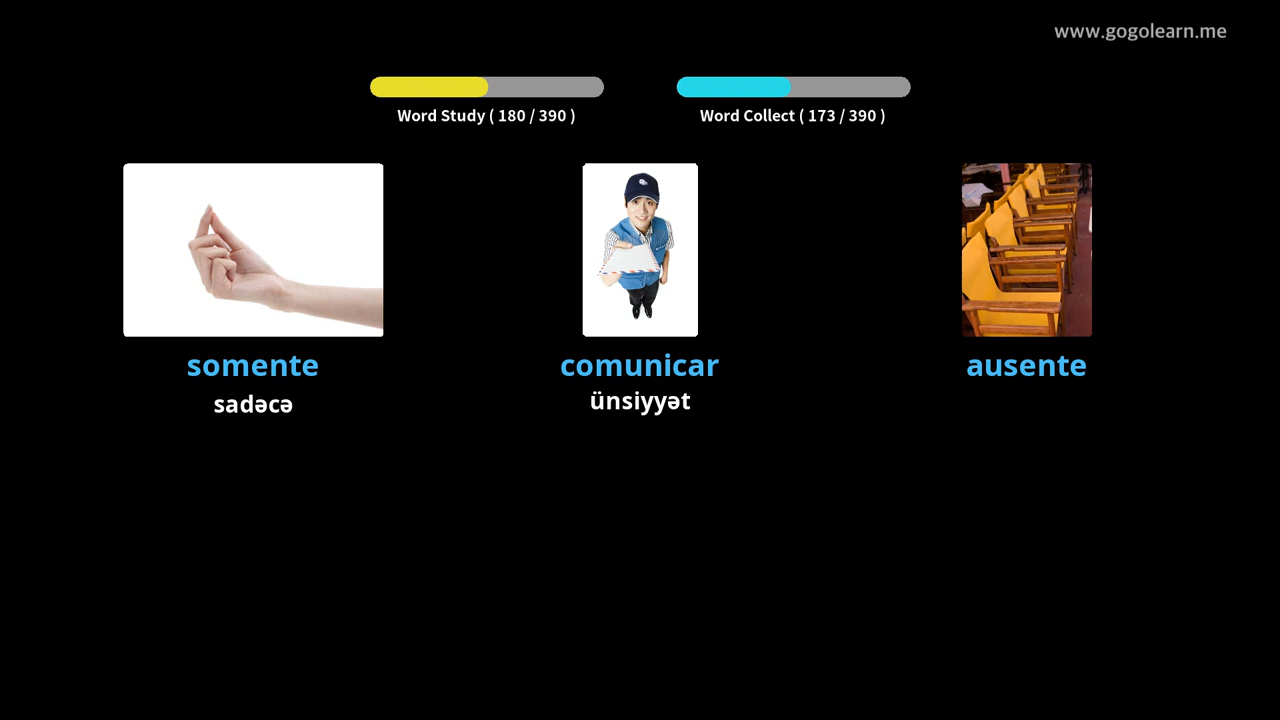 www.gogolearn.me
Word Study ( 180 / 390 )
Word Collect ( 173 / 390 )
somente
comunicar
ausente
sadəcə
ünsiyyət